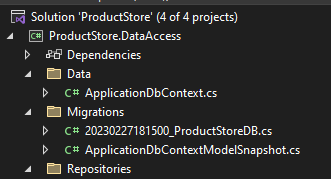 Solution 'ProductStore' (4 of 4 projects)
C# ProductStore.DataAccess
Dependencies
Data
C# ApplicationDbContext.cs
Migrations
C# 20230227181500_ProductStoreDB.cs
C# ApplicationDbContextModelSnapshot.cs
Repositories